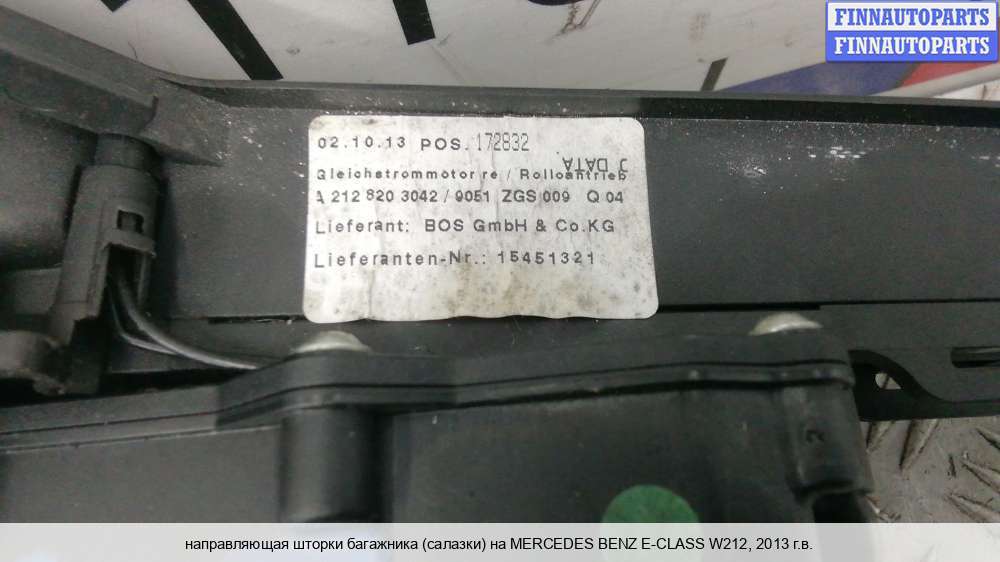 FINNAUTOPARTS
FINNAUTOPARTS
02.10.13 POS. 172832
J DATA
Gleichstrommotor re / Rolloantrieb
A 212 820 3042 / 9051 ZGS 009 Q 04
Lieferant: BOS GmbH & Co.KG
Lieferanten-Nr.: 15451321
направляющая шторки багажника (салазки) на MERCEDES BENZ E-CLASS W212, 2013 г.в.